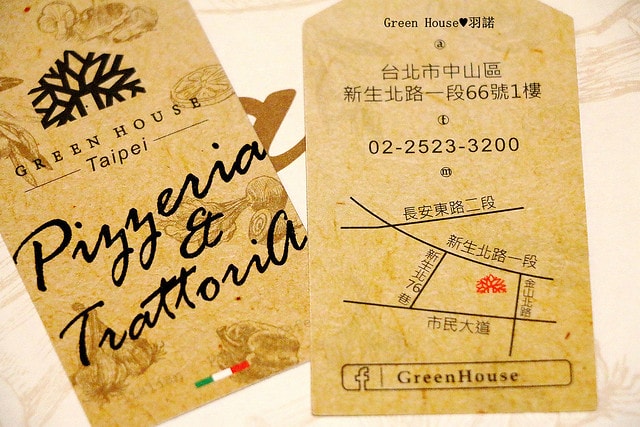 GREEN HOUSE
Taipei
Pizzeria
&
Trattoria
Green House♥羽諾
ⓐ
台北市中山區
新生北路一段66號1樓
ⓣ
02-2523-3200
ⓜ
長安東路二段
新生北路一段
新生北76巷
金山北路
市民大道
f | GreenHouse